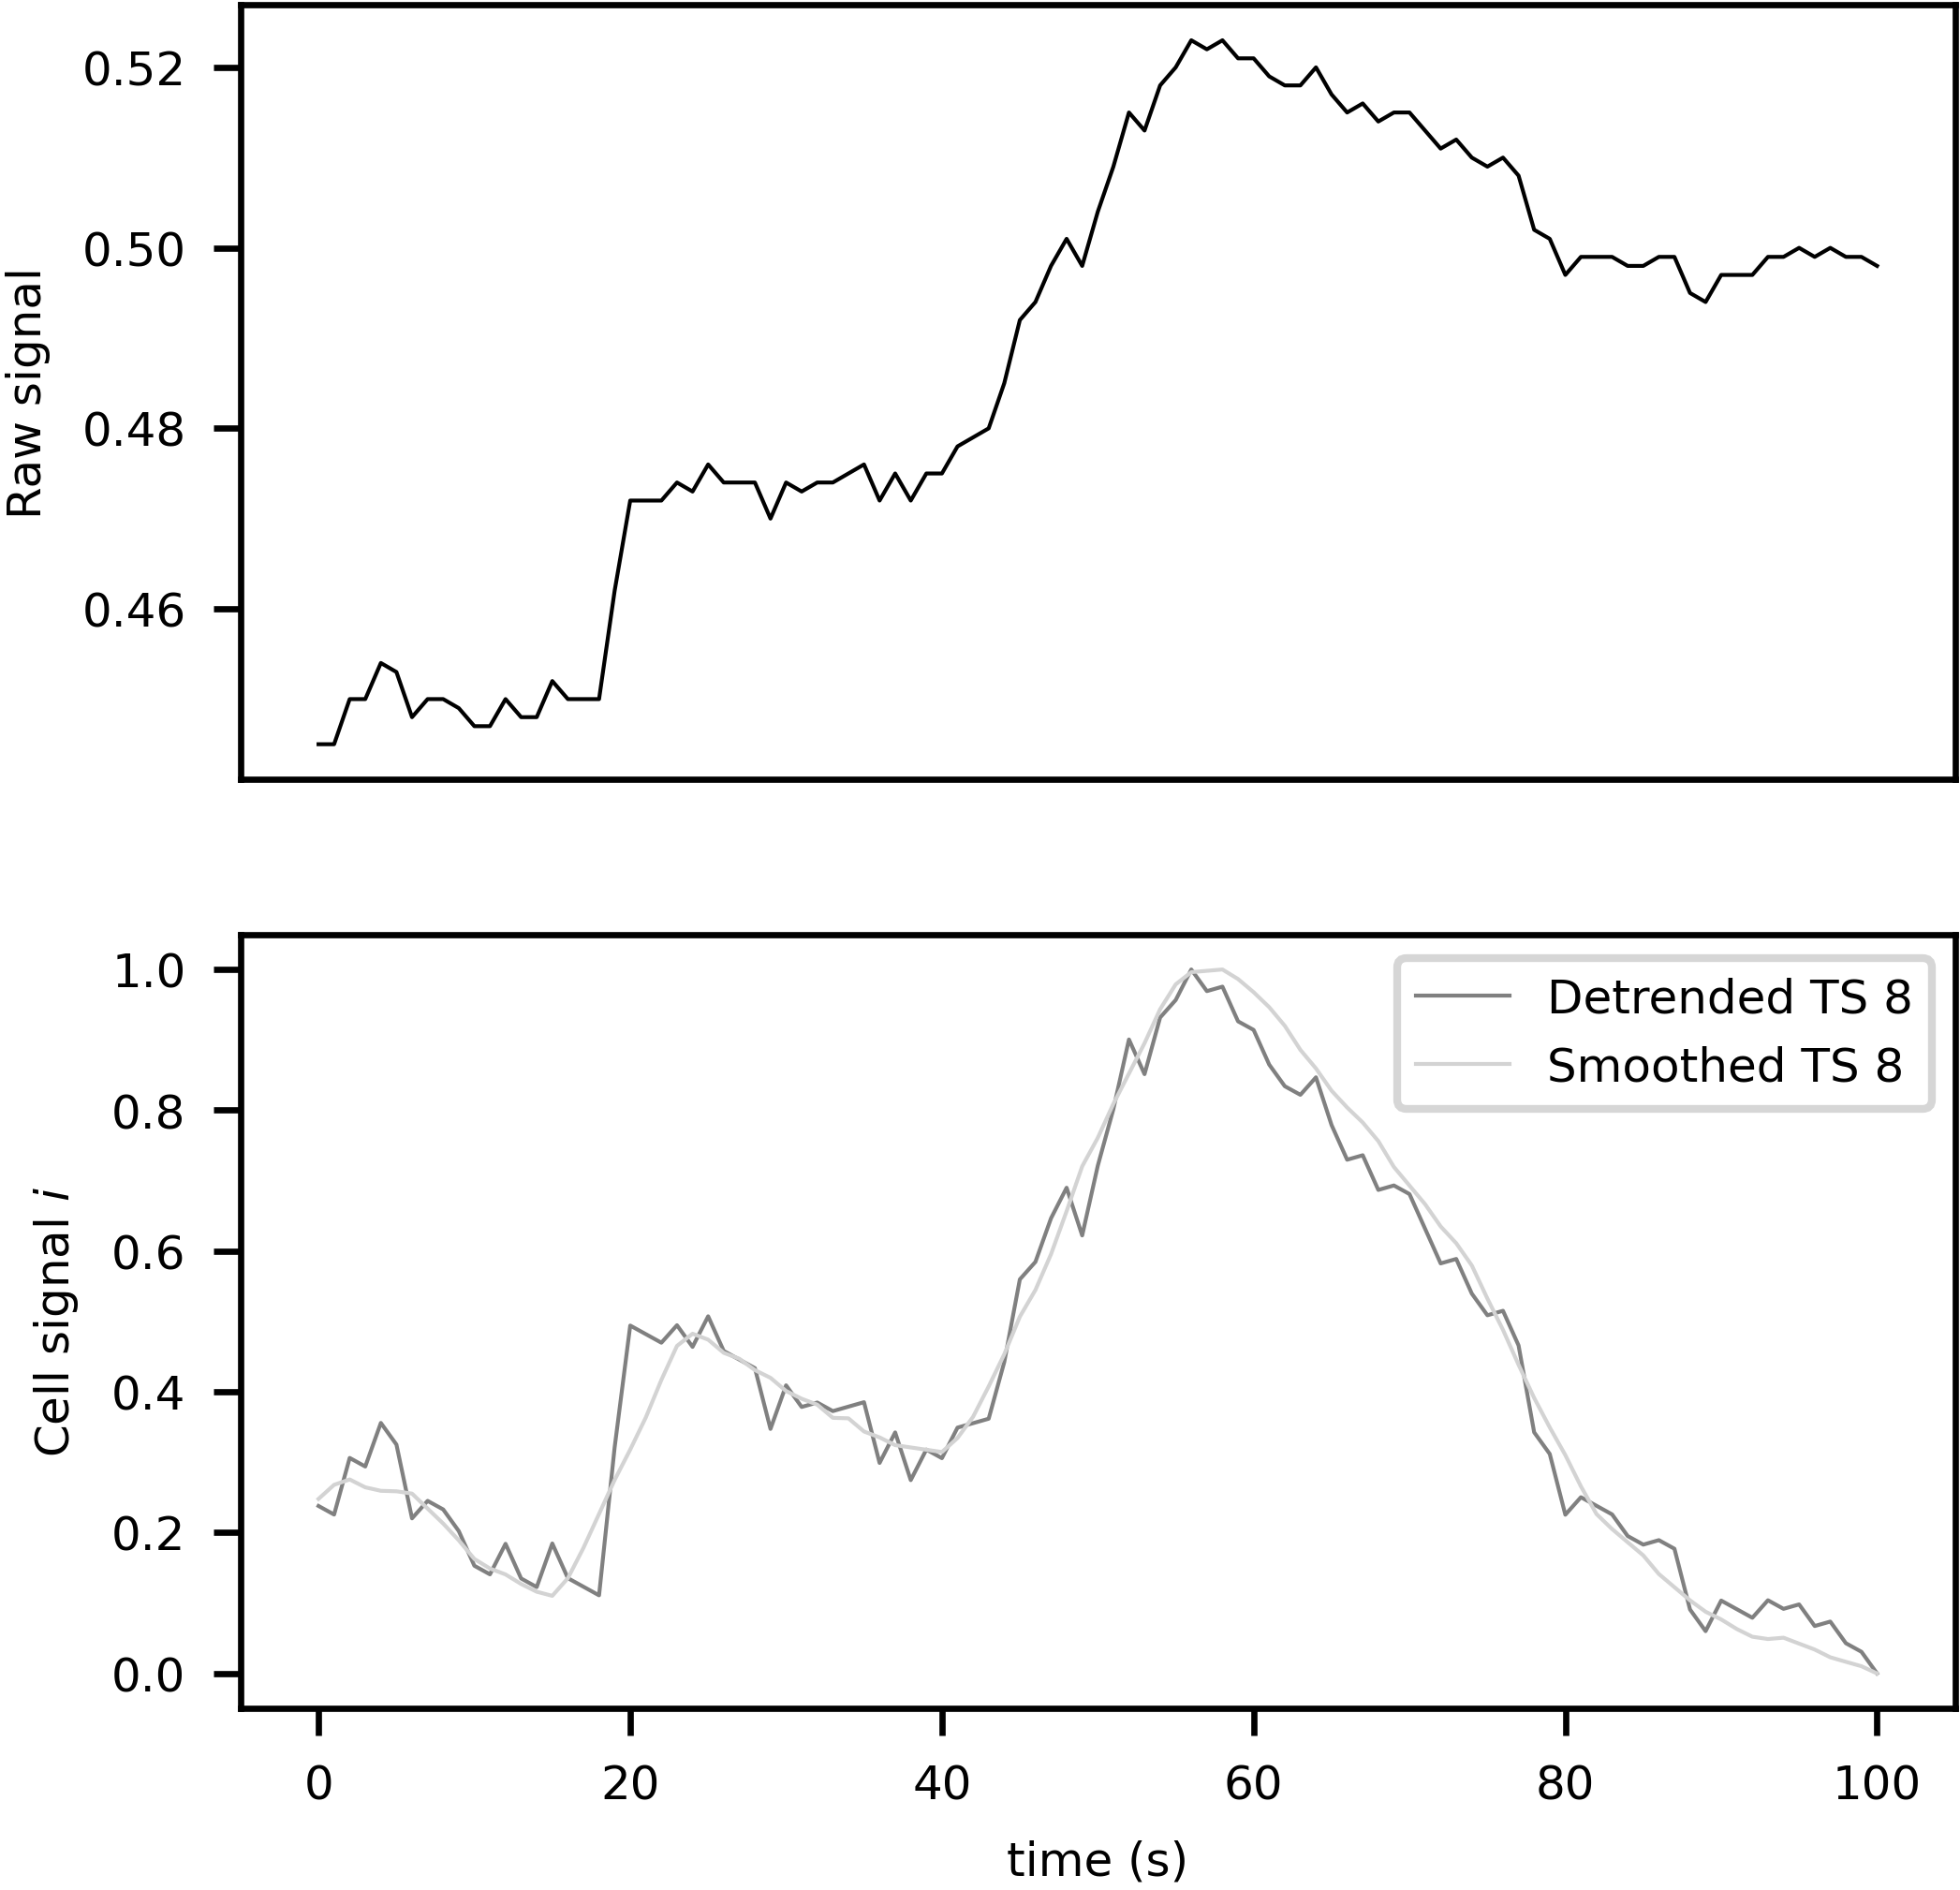 0.52
0.50
0.48
0.46
Raw signal
1.0
0.8
0.6
0.4
0.2
0.0
Cell signal i
Detrended TS 8
Smoothed TS 8
0 20 40 60 80 100
time (s)